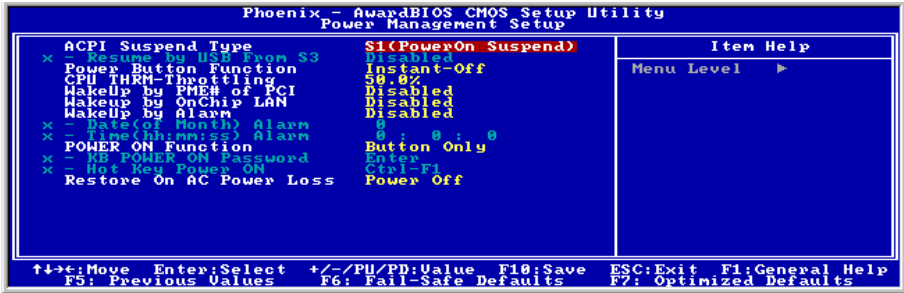 Phoenix - AwardBIOS CMOS Setup Utility
Power Management Setup
ACPI Suspend Type S1(PowerOn Suspend)
x - Resume by USB From S3 Disabled
Power Button Function Instant-Off
CPU THRM-Throttling 50.0%
WakeUp by PME# of PCI Disabled
WakeUp by OnChip LAN Disabled
WakeUp by Alarm Disabled
x - Date(of Month) Alarm 0
x - Time(hh:mm:ss) Alarm 0 : 0 : 0
POWER ON Function Button Only
x - KB POWER ON Password Enter
x - Hot Key Power ON Ctrl-F1
Restore On AC Power Loss Power Off
Item Help
Menu Level ►
↑↓→←:Move Enter:Select +/-/PU/PD:Value F10:Save ESC:Exit F1:General Help
F5: Previous Values F6: Fail-Safe Defaults F7: Optimized Defaults